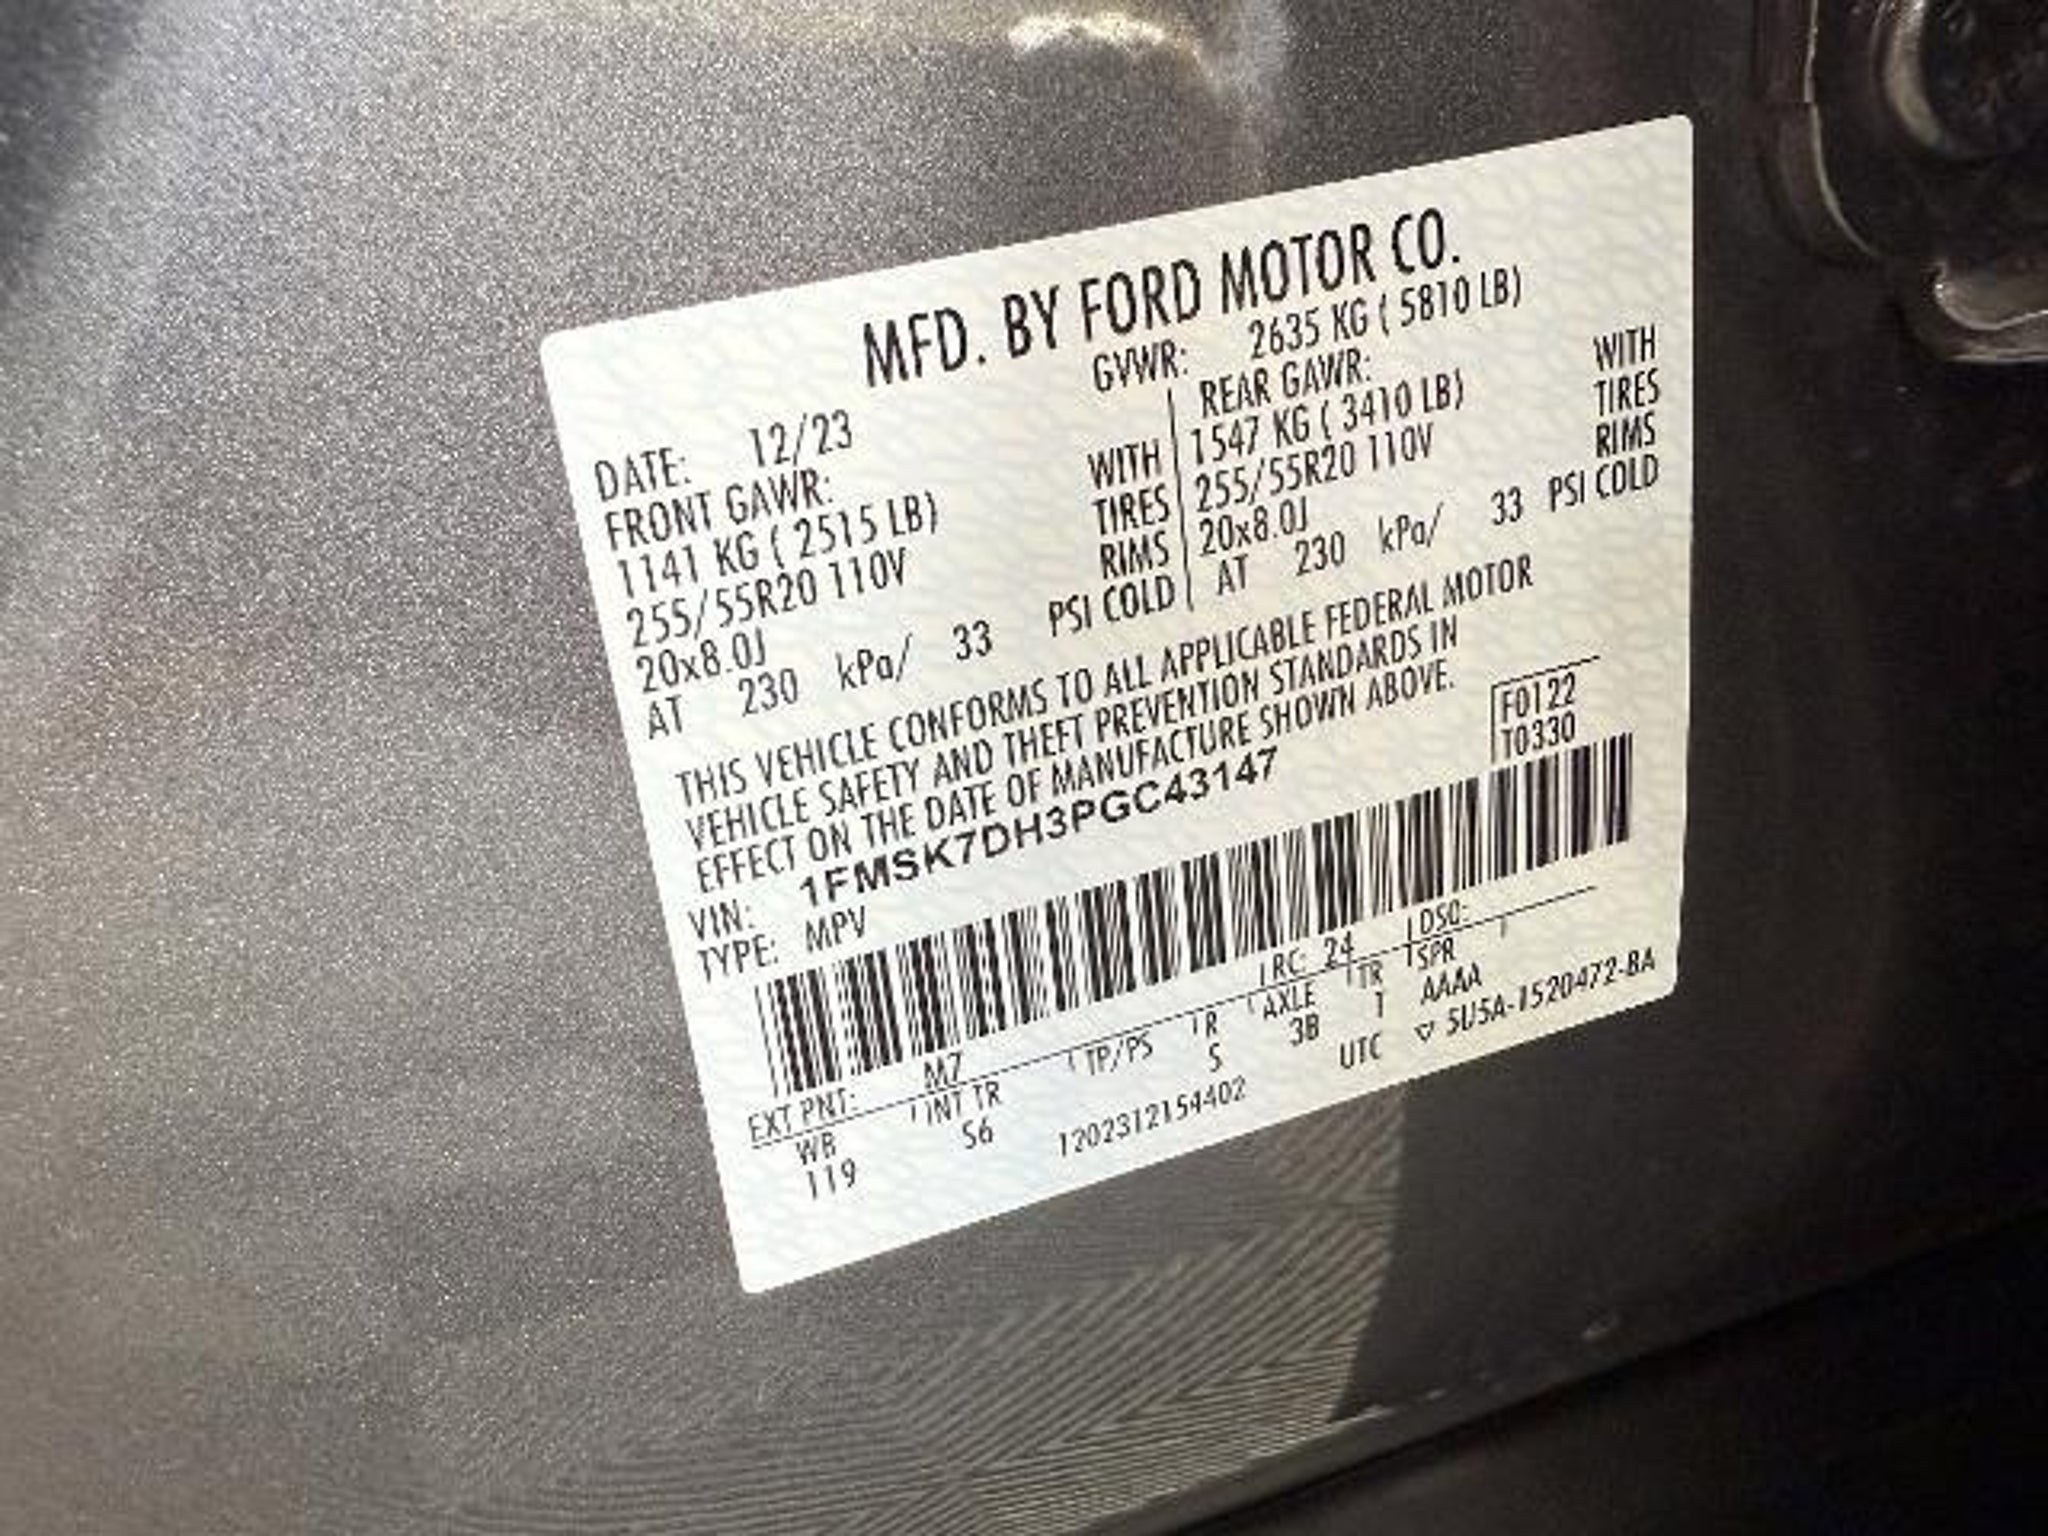 MFD. BY FORD MOTOR CO.
GVWR: 2635 KG ( 5810 LB)
DATE: 12/23
FRONT GAWR:
1141 KG ( 2515 LB) WITH
255/55R20 110V TIRES
20x8.0J RIMS
AT 230 kPa/ 33 PSI COLD
REAR GAWR:
1547 KG ( 3410 LB) WITH
255/55R20 110V TIRES
20x8.0J RIMS
AT 230 kPa/ 33 PSI COLD
THIS VEHICLE CONFORMS TO ALL APPLICABLE FEDERAL MOTOR
VEHICLE SAFETY AND THEFT PREVENTION STANDARDS IN
EFFECT ON THE DATE OF MANUFACTURE SHOWN ABOVE.
VIN: 1FMSK7DH3PGC43147
TYPE: MPV
F0122
T0330
EXT PNT: M7 RC: 24 DSO:
WB INT TR TP/PS R AXLE TR SPR
119 S6 S 3B 1 AAAA
1202312154402 UTC ▽ 5U5A-1520472-BA